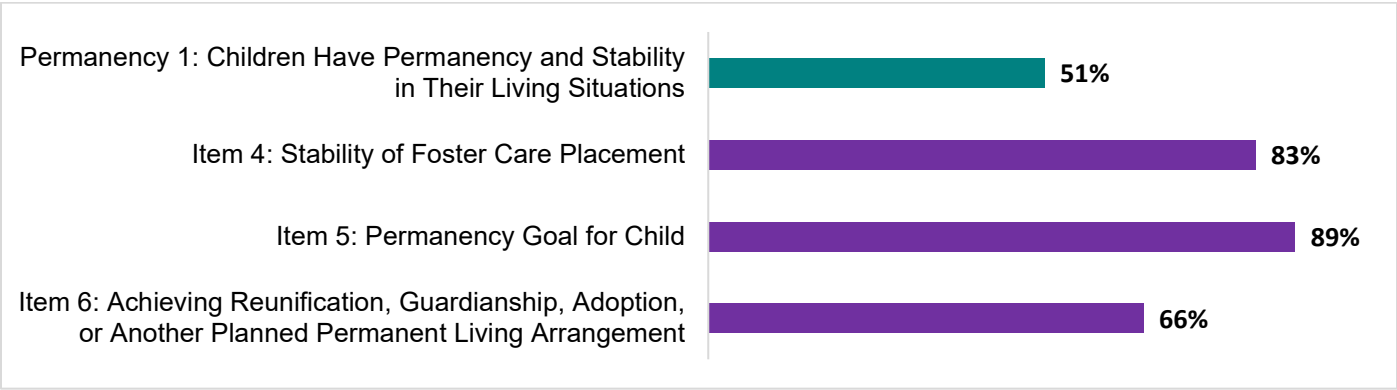 Permanency 1: Children Have Permanency and Stability
in Their Living Situations
51%
Item 4: Stability of Foster Care Placement
83%
Item 5: Permanency Goal for Child
89%
Item 6: Achieving Reunification, Guardianship, Adoption,
or Another Planned Permanent Living Arrangement
66%